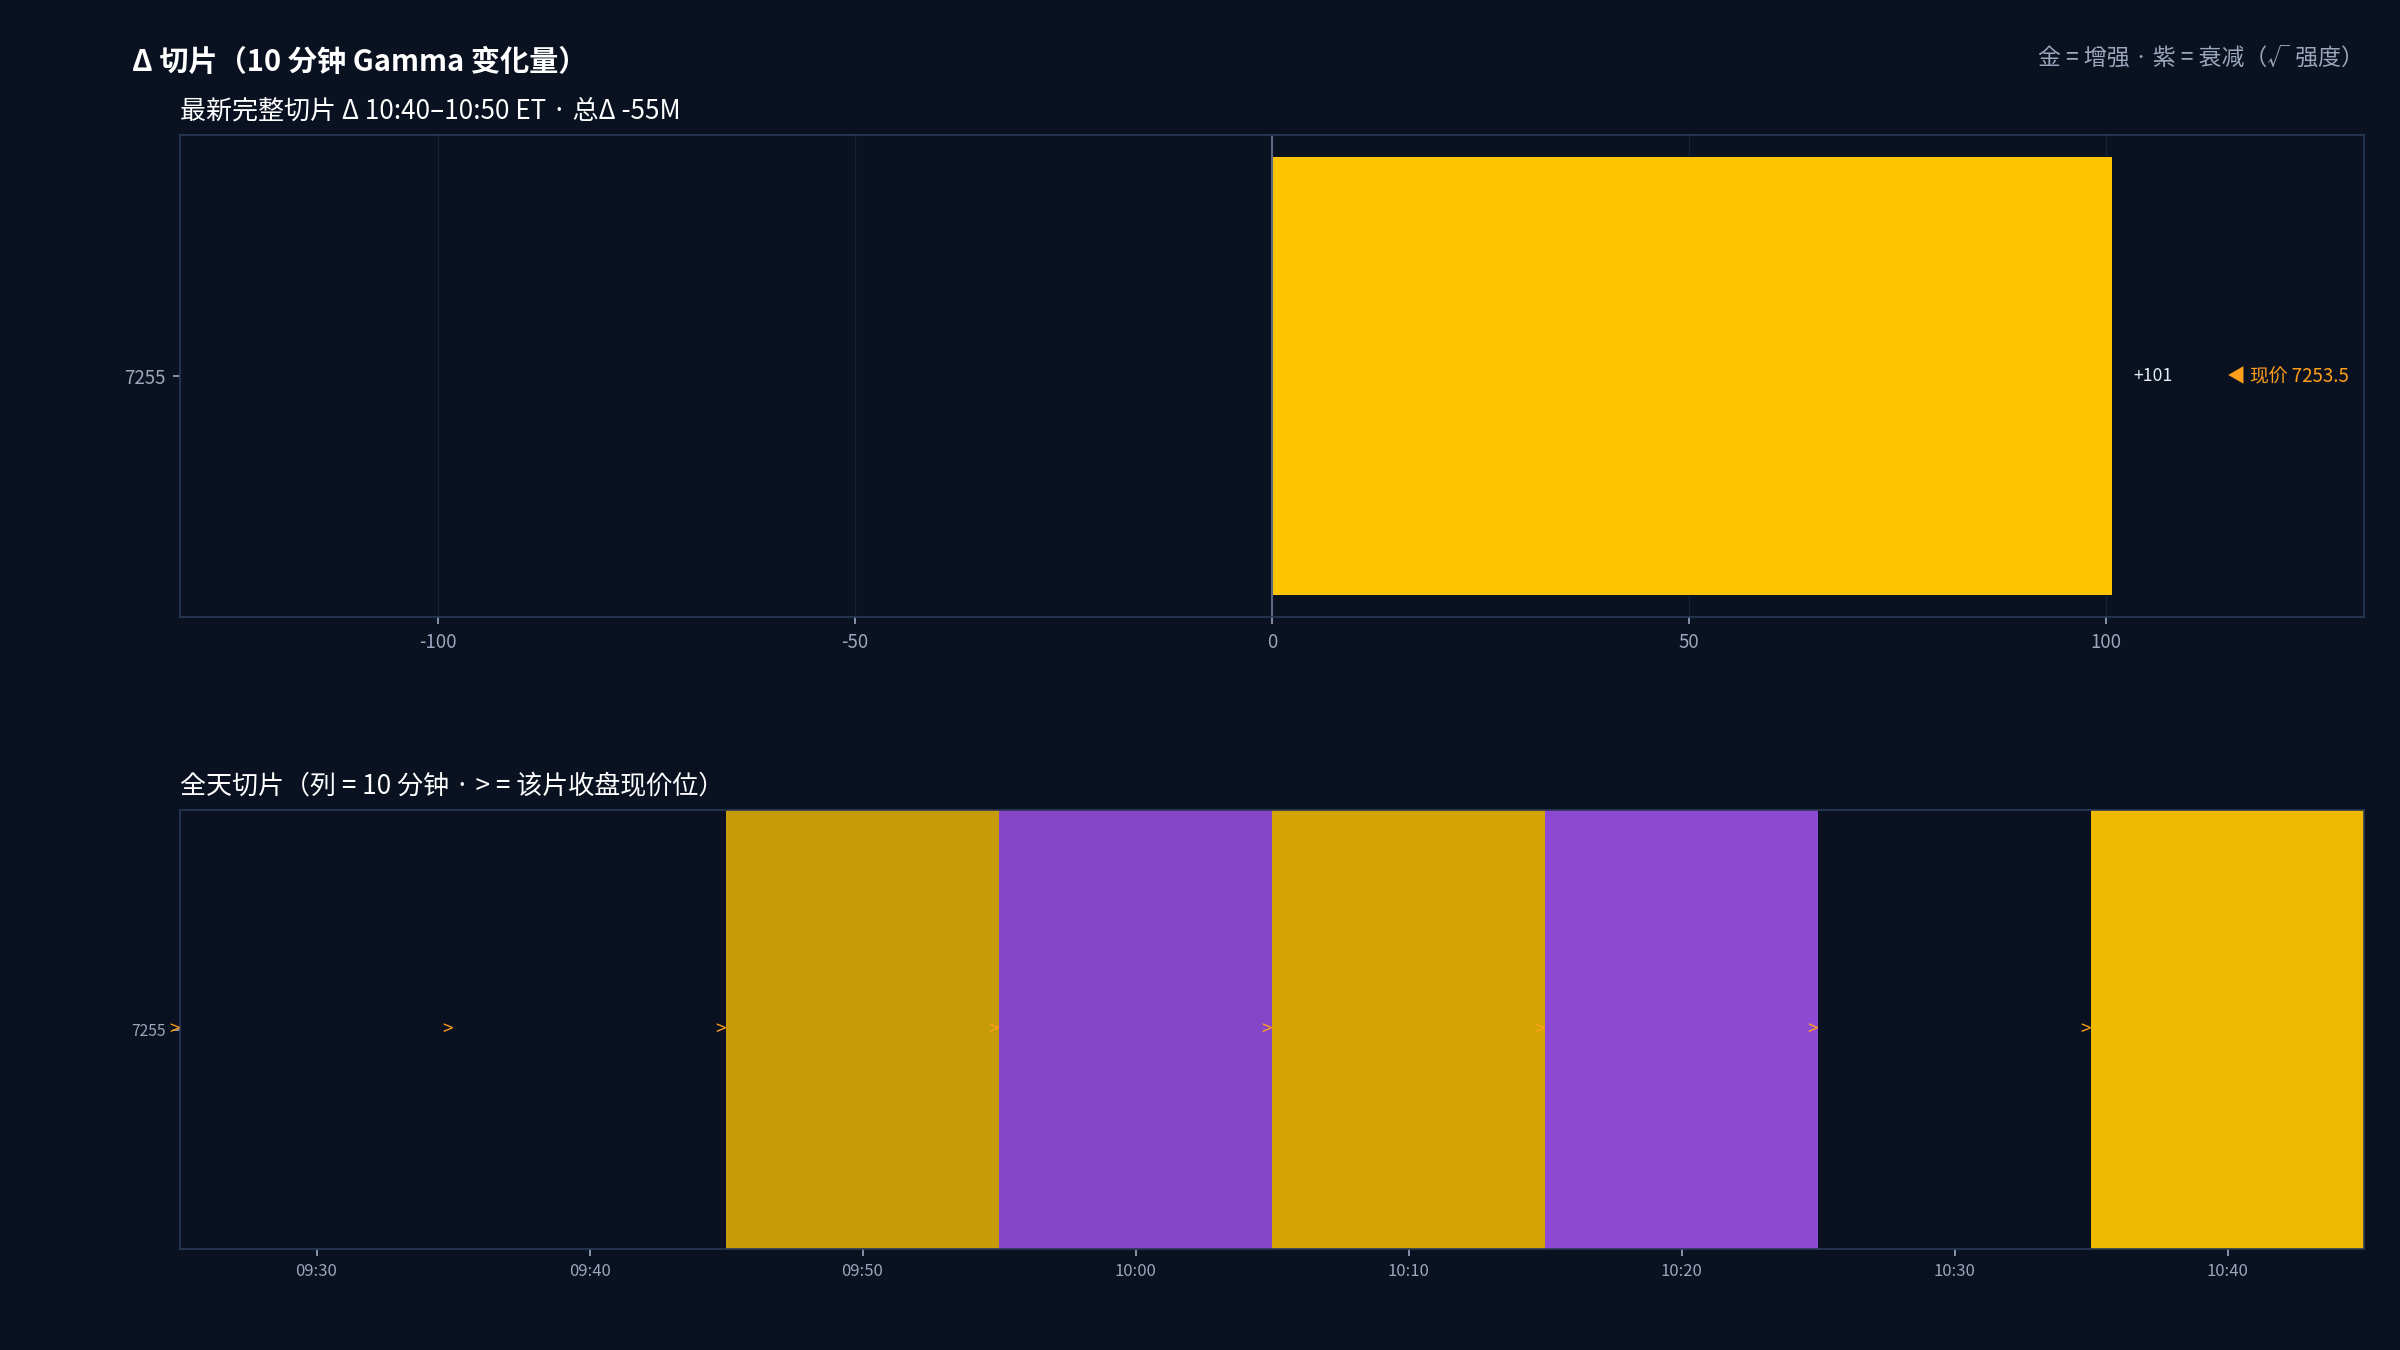 Δ 切片（10 分钟 Gamma 变化量）
金 = 增强 · 紫 = 衰减（√ 强度）
最新完整切片 Δ 10:40–10:50 ET · 总Δ -55M
7255
+101
◀ 现价 7253.5
-100 -50 0 50 100
全天切片（列 = 10 分钟 · > = 该片收盘现价位）
7255 > > > > > > > >
09:30 09:40 09:50 10:00 10:10 10:20 10:30 10:40